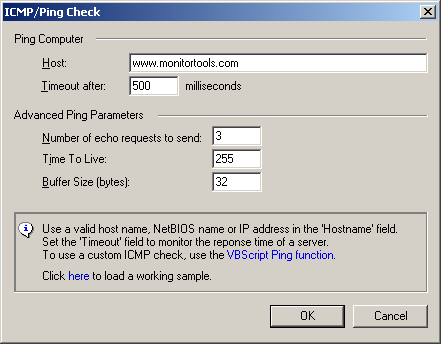 ICMP/Ping Check
Ping Computer
Host: www.monitortools.com
Timeout after: 500 milliseconds
Advanced Ping Parameters
Number of echo requests to send: 3
Time To Live: 255
Buffer Size (bytes): 32
Use a valid host name, NetBIOS name or IP address in the 'Hostname' field.
Set the 'Timeout' field to monitor the reponse time of a server.
To use a custom ICMP check, use the VBScript Ping function.
Click here to load a working sample.
OK Cancel